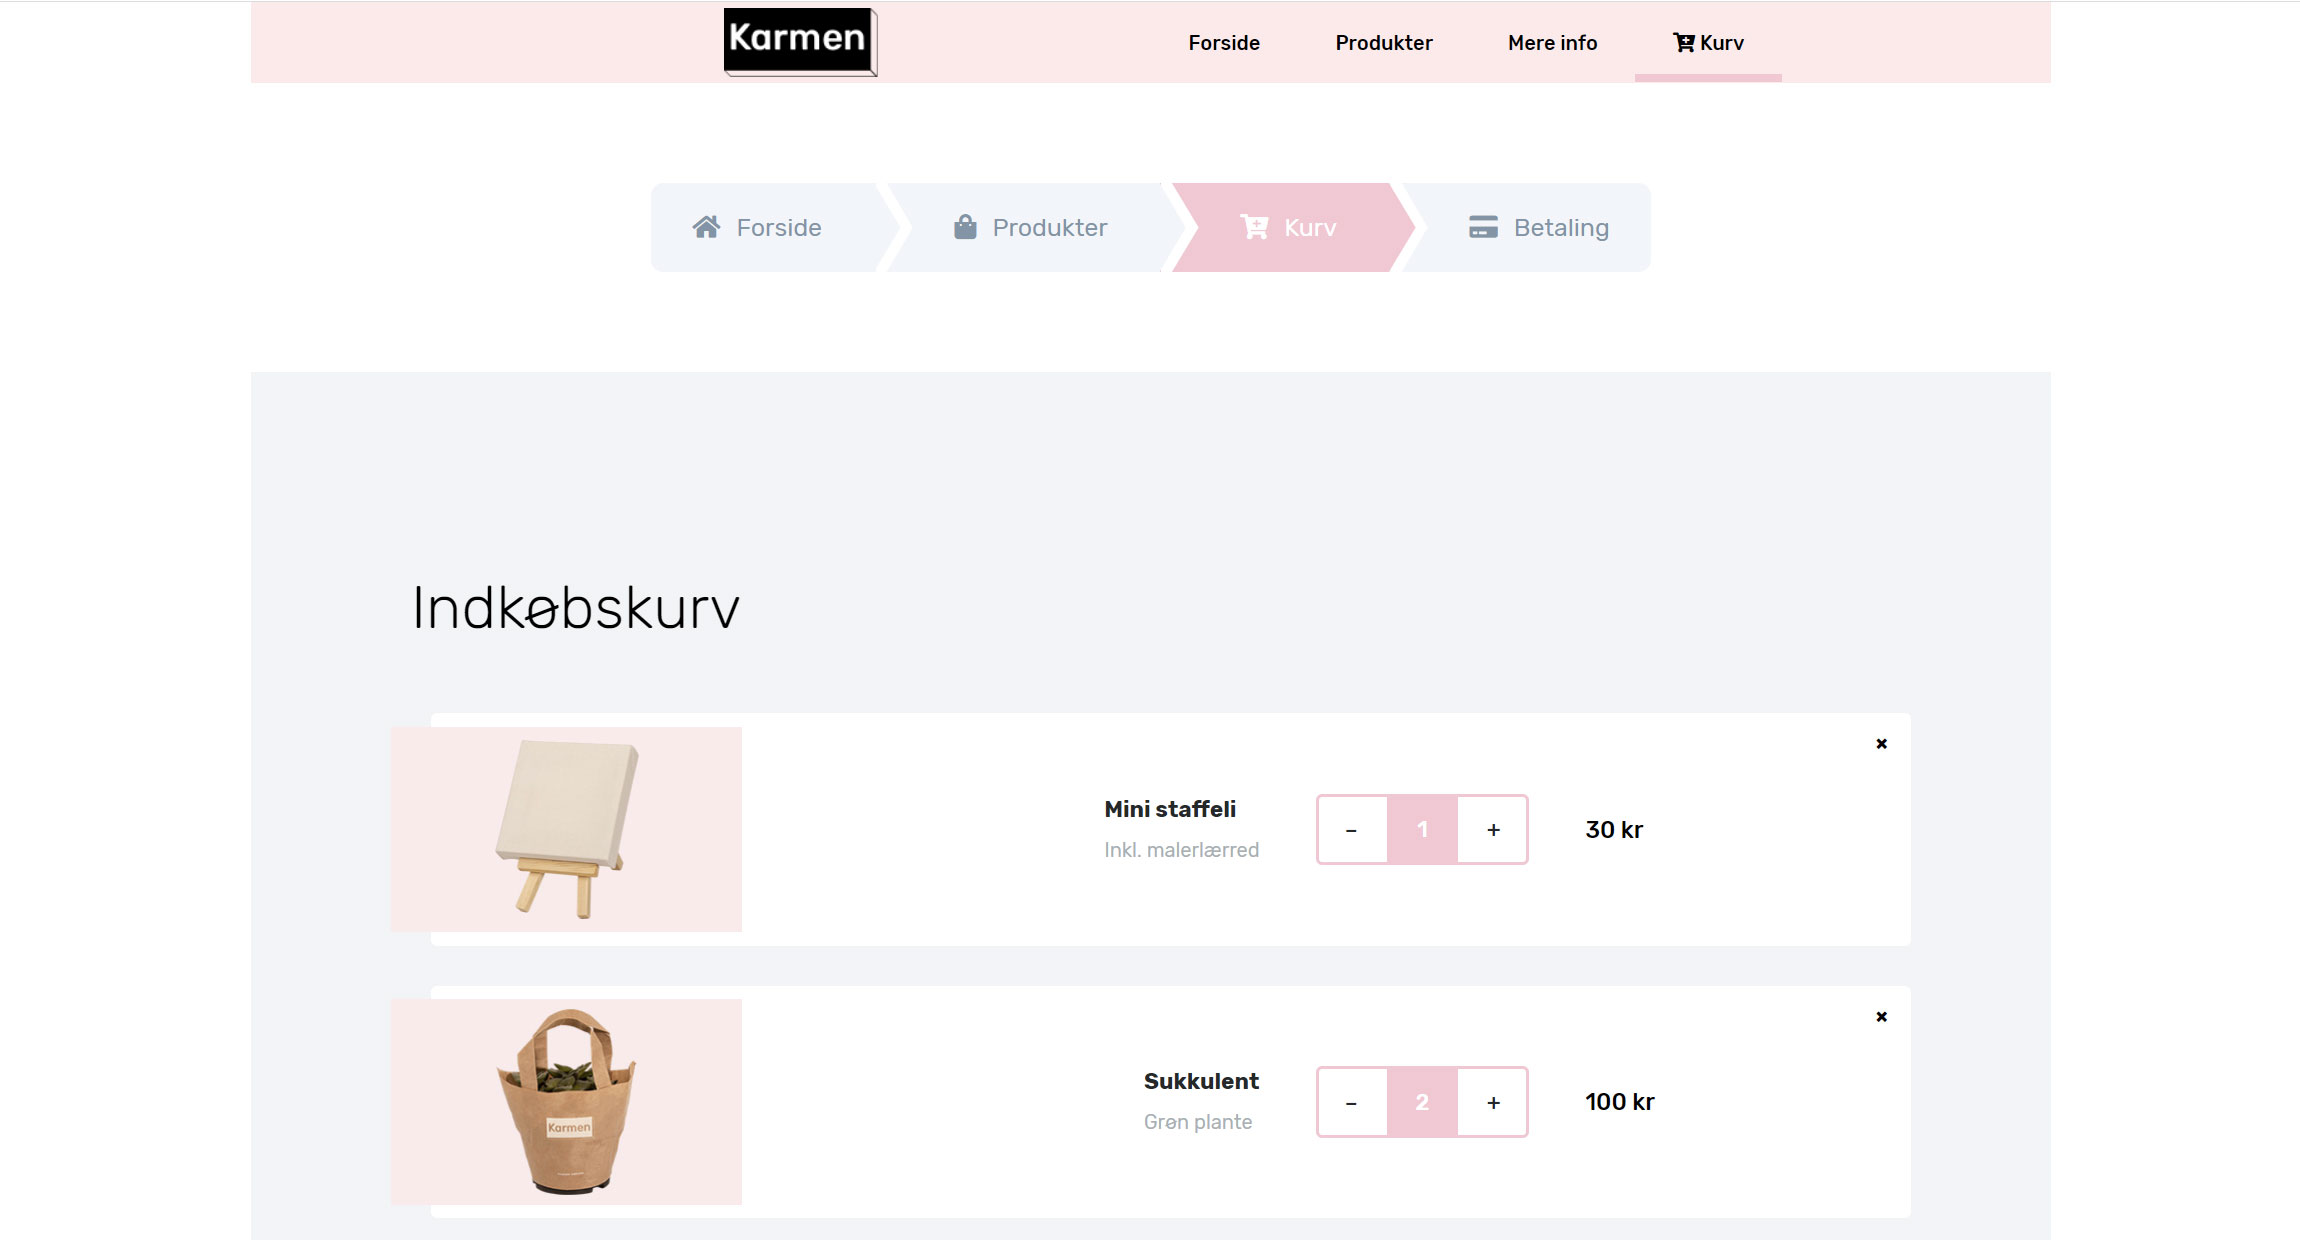 Karmen
Forside
Produkter
Mere info
Kurv
Forside
Produkter
Kurv
Betaling
Indkøbskurv
×
Mini staffeli
Inkl. malerlærred
– 1 +
30 kr
×
Karmen
Sukkulent
Grøn plante
– 2 +
100 kr